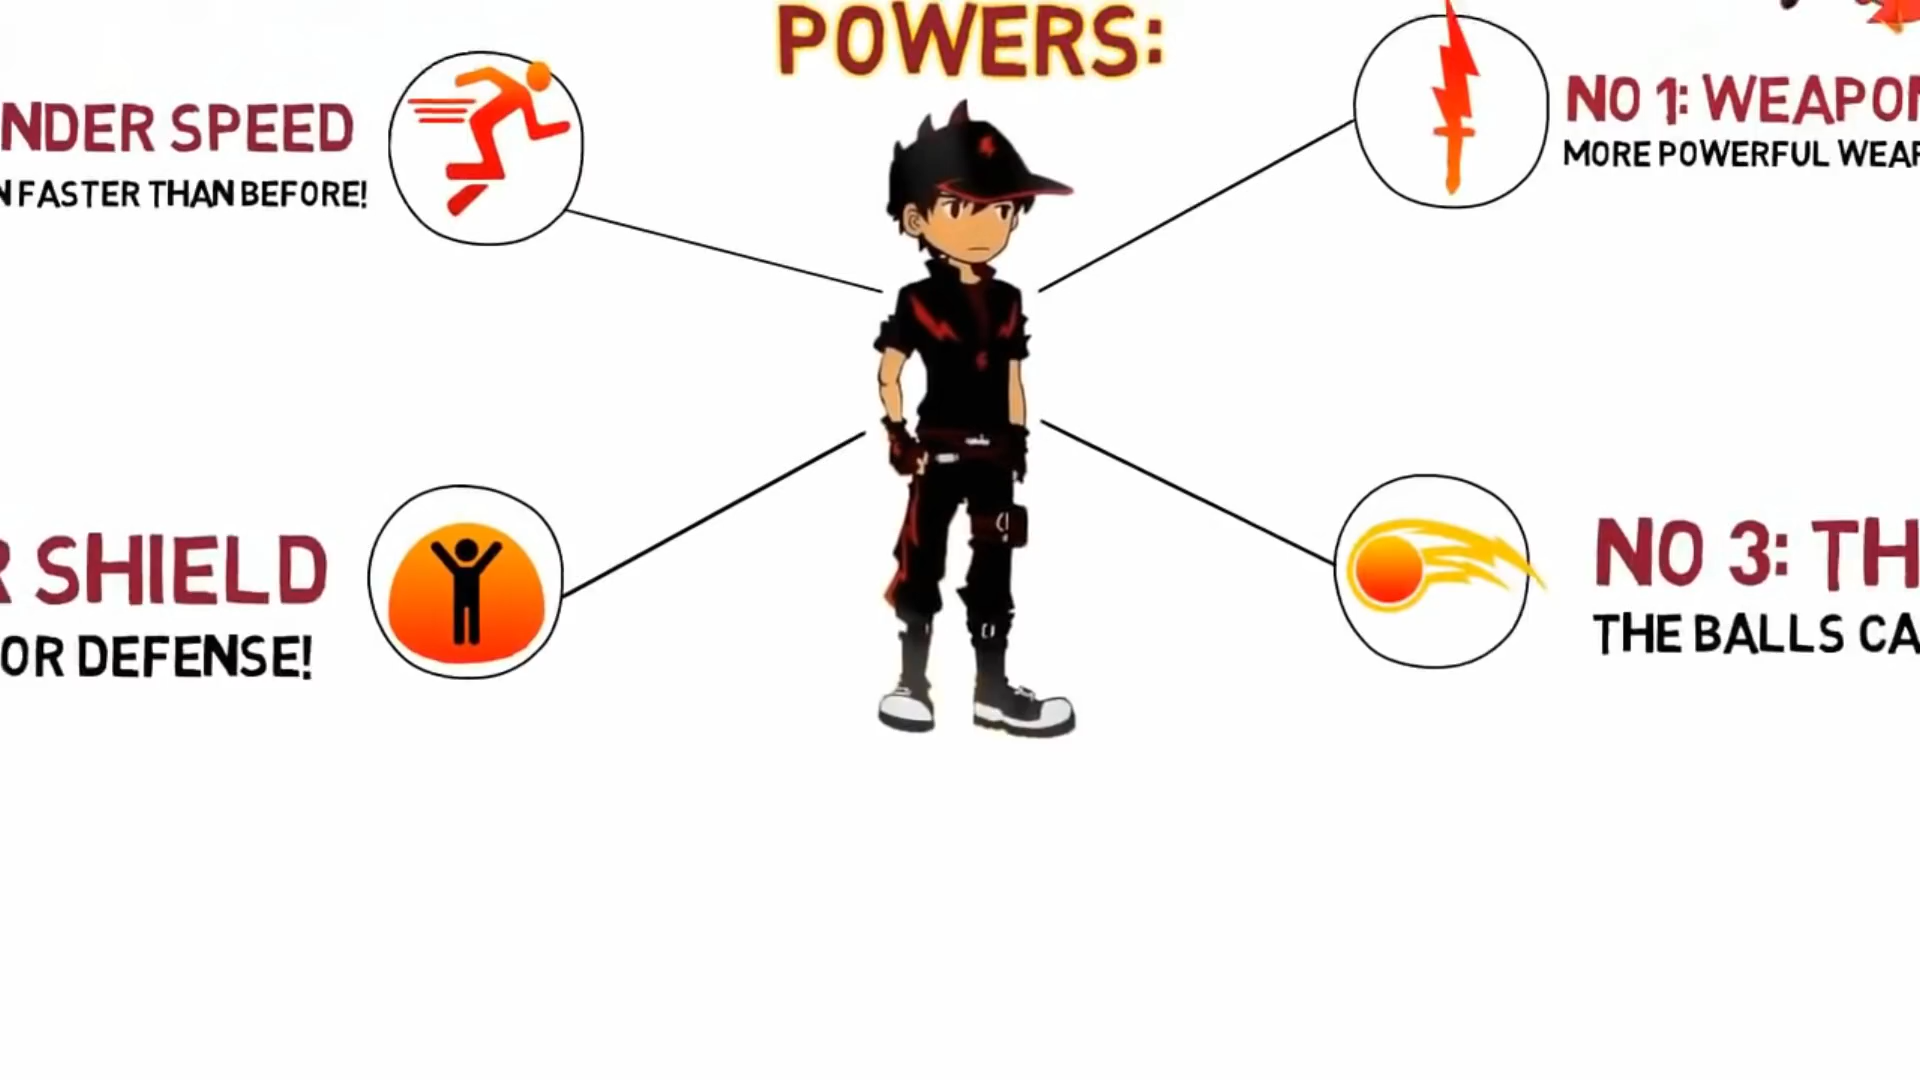 POWERS:
NDER SPEED
N FASTER THAN BEFORE!
NO 1: WEAPON
MORE POWERFUL WEAP
R SHIELD
OR DEFENSE!
NO 3: TH
THE BALLS CA